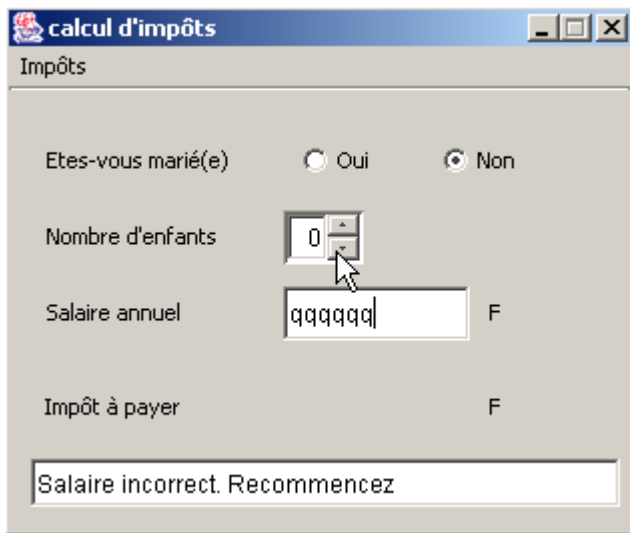 calcul d'impôts
Impôts
Etes-vous marié(e) Oui Non
Nombre d'enfants 0
Salaire annuel qqqqqq F
Impôt à payer F
Salaire incorrect. Recommencez